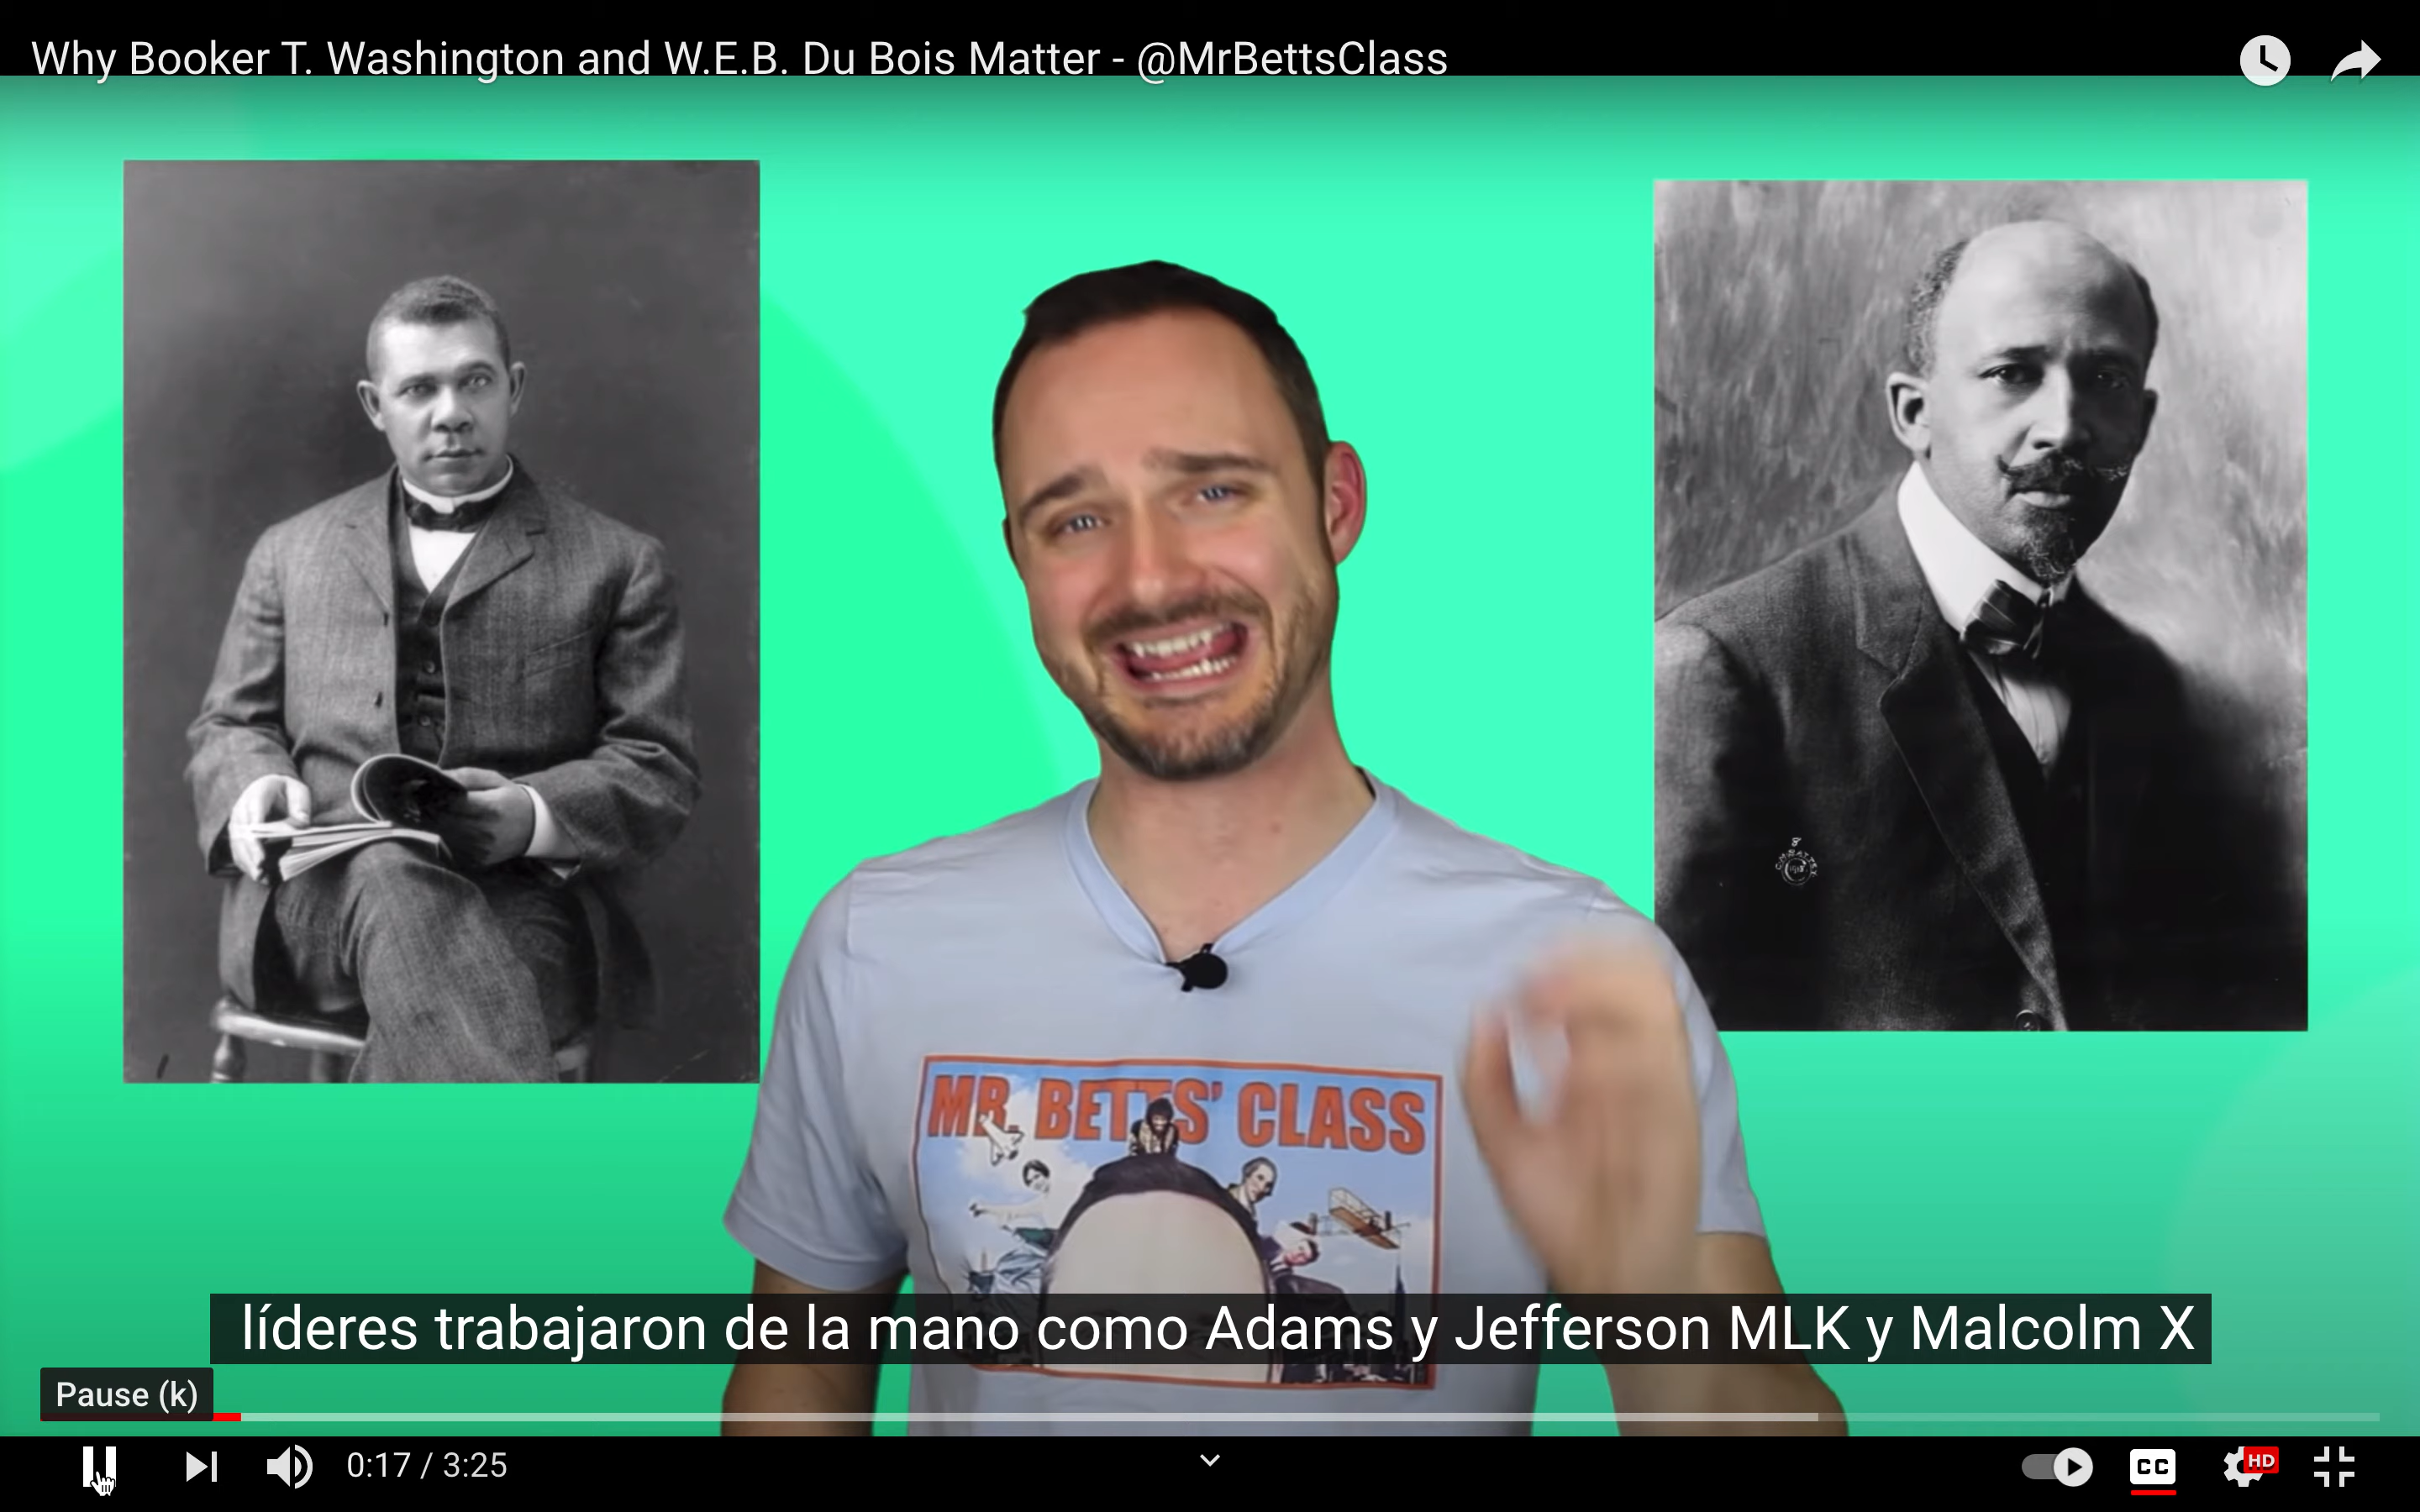 Why Booker T. Washington and W.E.B. Du Bois Matter - @MrBettsClass
MR. BETTS' CLASS
líderes trabajaron de la mano como Adams y Jefferson MLK y Malcolm X
Pause (k)
0:17 / 3:25
CC
HD